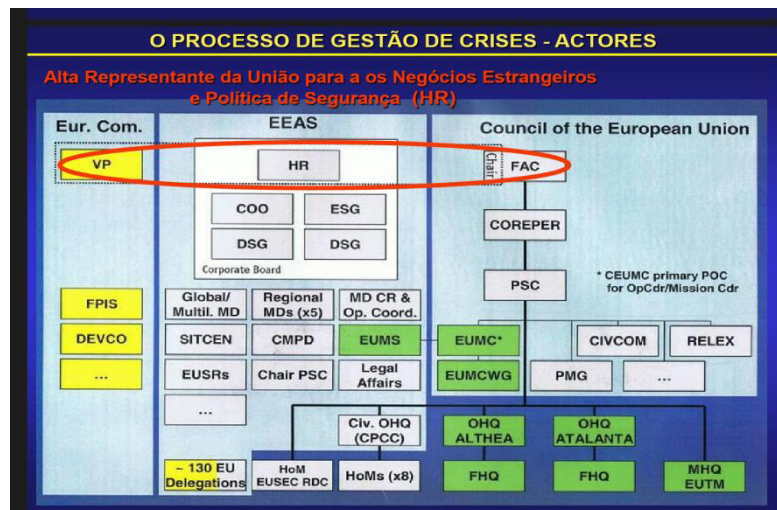 O PROCESSO DE GESTÃO DE CRISES - ACTORES
Alta Representante da União para a os Negócios Estrangeiros
e Política de Segurança (HR)
Eur. Com.
EEAS
Council of the European Union
VP
HR
Chair
FAC
COO
ESG
DSG
DSG
Corporate Board
COREPER
PSC
* CEUMC primary POC
for OpCdr/Mission Cdr
FPIS
Global/
Multil. MD
Regional
MDs (x5)
MD CR &
Op. Coord.
DEVCO
SITCEN
CMPD
EUMS
EUMC*
CIVCOM
RELEX
...
EUSRs
Chair PSC
Legal
Affairs
EUMCWG
PMG
...
...
Civ. OHQ
(CPCC)
OHQ
ALTHEA
OHQ
ATALANTA
~ 130 EU
Delegations
HoM
EUSEC RDC
HoMs (x8)
FHQ
FHQ
MHQ
EUTM